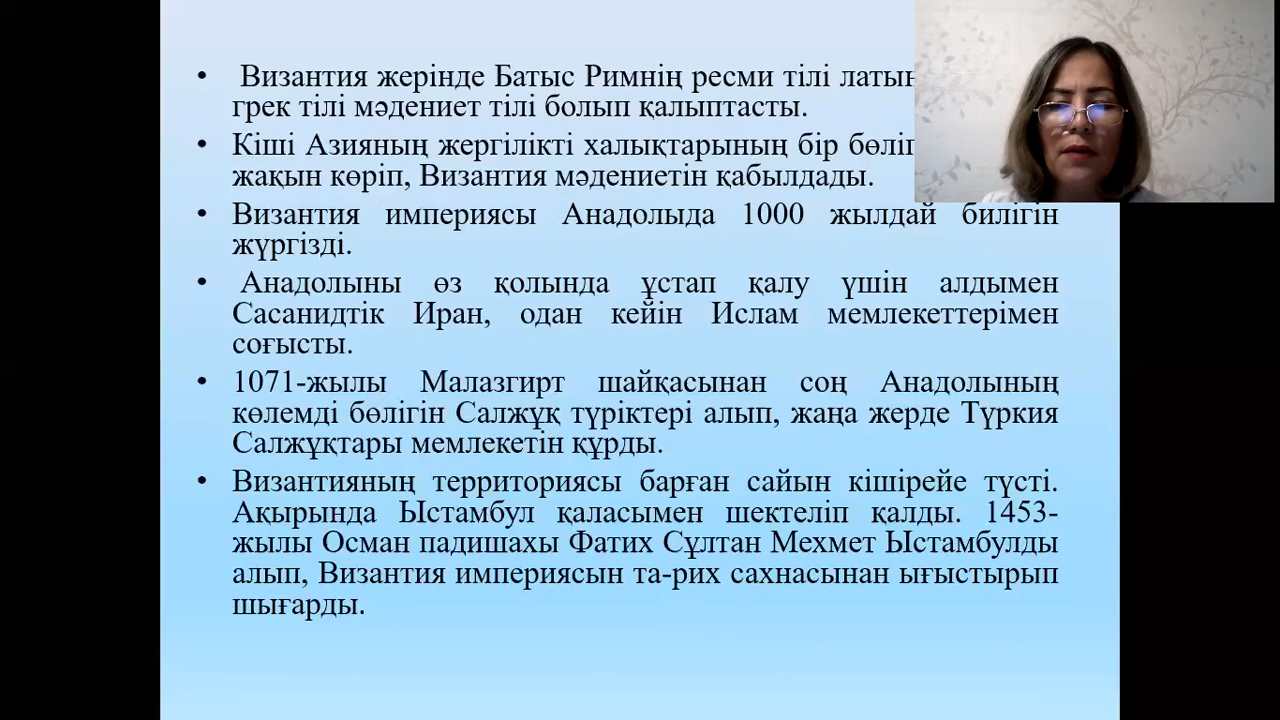 • Византия жерінде Батыс Римнің ресми тілі
грек тілі мәдениет тілі болып қалыптасты.
• Кіші Азияның жергілікті халықтарының бір
жақын көріп, Византия мәдениетін қабылдады.
• Византия империясы Анадолыда 1000 жылдай билігін
жүргізді.
• Анадолыны өз қолында ұстап қалу үшін алдымен
Сасанидтік Иран, одан кейін Ислам мемлекеттерімен
соғысты.
• 1071-жылы Малазгирт шайқасынан соң Анадолының
көлемді бөлігін Салжұқ түріктері алып, жаңа жерде Түркия
Салжұқтары мемлекетін құрды.
• Византияның территориясы барған сайын кішірейе түсті.
Ақырында Ыстамбул қаласымен шектеліп қалды. 1453-
жылы Осман падишахы Фатих Сұлтан Мехмет Ыстамбулды
алып, Византия империясын та-рих сахнасынан ығыстырып
шығарды.